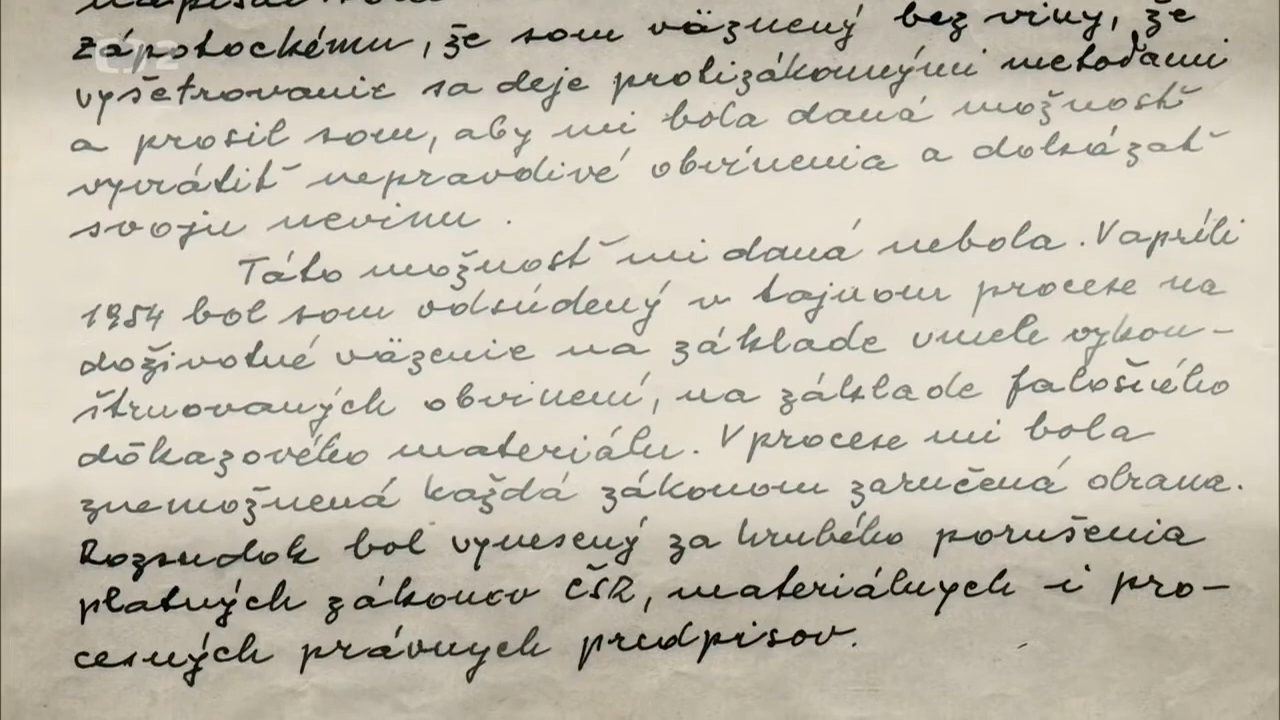 Zápotockému, že som väznený bez viny, že
vyšetrovanie sa deje protizákonnými metodami
a prosil som, aby mi bola daná možnosť
vyvrátiť nepravdivé obvinenia a dokázať
svoju nevinu.
Táto možnosť mi daná nebola. V apríli
1954 bol som odsúdený v tajnom procese na
doživotné väzenie na základe umele vykon-
štruovaných obvinení, na základe falošného
dôkazového materiálu. V procese mi bola
znemožnená každá zákonom zaručená obrana.
Rozsudok bol vynesený za hrubého porušenia
platných zákonov ČSR, materiálnych i pro-
cesných právnych predpisov.